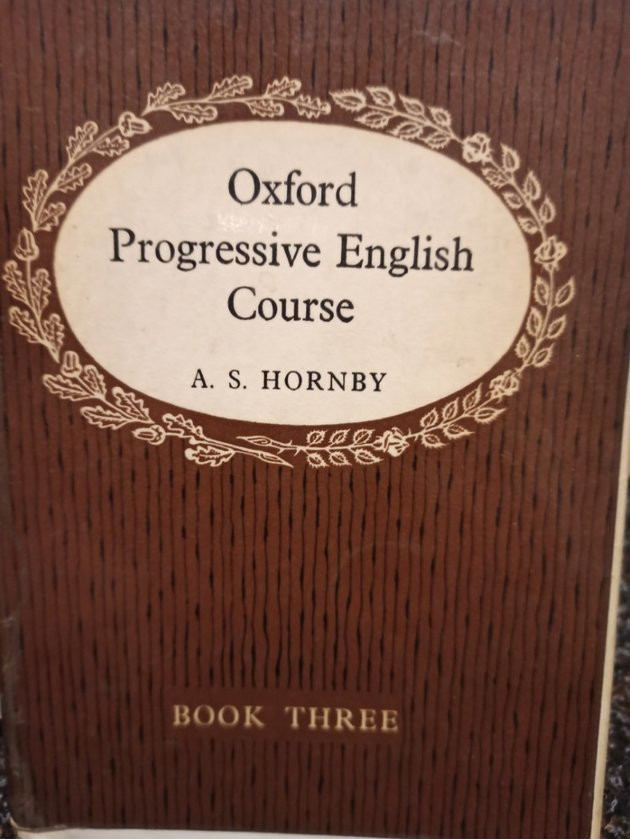 Oxford
Progressive English
Course
A. S. HORNBY
BOOK THREE